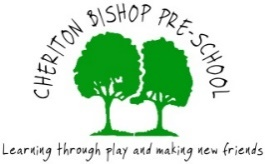 CHERITON BISHOP PRE-SCHOOL
Learning through play and making new friends